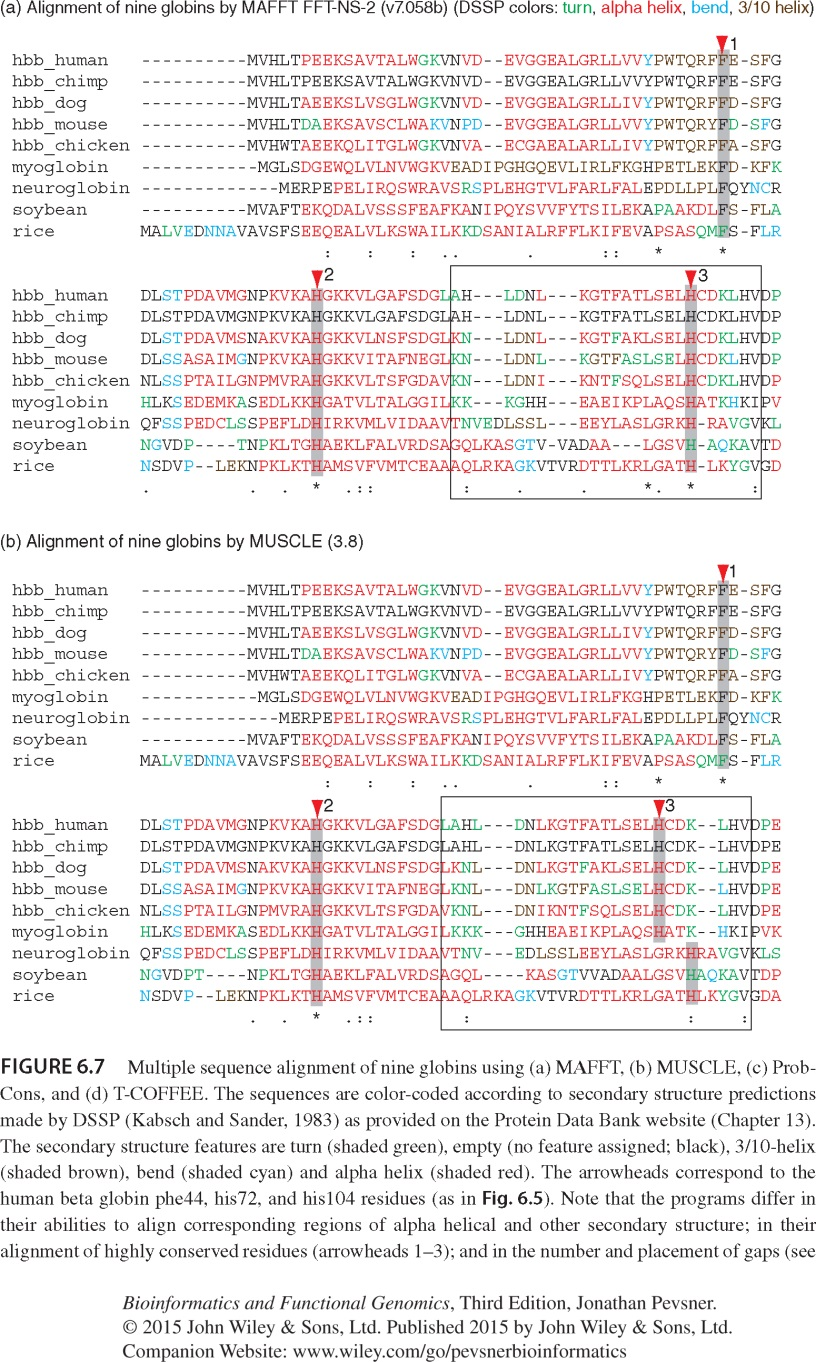 (a) Alignment of nine globins by MAFFT FFT-NS-2 (v7.058b) (DSSP colors: turn, alpha helix, bend, 3/10 helix)
1
hbb_human ----------MVHLTPEEKSAVTALWGKVNVD--EVGGEALGRLLVVYPWTQRFFE-SFG
hbb_chimp ----------MVHLTPEEKSAVTALWGKVNVD--EVGGEALGRLLVVYPWTQRFFE-SFG
hbb_dog ----------MVHLTAEEKSLVSGLWGKVNVD--EVGGEALGRLLIVYPWTQRFFD-SFG
hbb_mouse ----------MVHLTDAEKSAVSCLWAKVNPD--EVGGEALGRLLVVYPWTQRYFD-SFG
hbb_chicken ----------MVHWTAEEKQLITGLWGKVNVA--ECGAEALARLLIVYPWTQRFFA-SFG
myoglobin -----------MGLSDGEWQLVLNVWGKVEADIPGHGQEVLIRLFKGHPETLEKFD-KFK
neuroglobin -------------MERPEPELIRQSWRAVSRSPLEHGTVLFARLFALEPDLLPLFQYNCR
soybean ----------MVAFTEKQDALVSSSFEAFKANIPQYSVVFYTSILEKAPAAKDLFS-FLA
rice MALVEDNNAVAVSFSEEQEALVLKSWAILKKDSANIALRFFLKIFEVAPSASQMFS-FLR
: : : .. . :: * *
2 3
hbb_human DLSTPDAVMGNPKVKAHGKKVLGAFSDGLAH---LDNL---KGTFATLSELHCDKLHVDP
hbb_chimp DLSTPDAVMGNPKVKAHGKKVLGAFSDGLAH---LDNL---KGTFATLSELHCDKLHVDP
hbb_dog DLSTPDAVMSNAKVKAHGKKVLNSFSDGLKN---LDNL---KGTFAKLSELHCDKLHVDP
hbb_mouse DLSSASAIMGNPKVKAHGKKVITAFNEGLKN---LDNL---KGTFASLSELHCDKLHVDP
hbb_chicken NLSSPTAILGNPMVRAHGKKVLTSFGDAVKN---LDNI---KNTFSQLSELHCDKLHVDP
myoglobin HLKSEDEMKASEDLKKHGATVLTALGGILKK---KGHH---EAEIKPLAQSHATKHKIPV
neuroglobin QFSSPEDCLSSPEFLDHIRKVMLVIDAAVTNVEDLSSL---EEYLASLGRKH-RAVGVKL
soybean NGVDP----TNPKLTGHAEKLFALVRDSAGQLKASGTV-VADAA---LGSVH-AQKAVTD
rice NSDVP--LEKNPKLKTHAMSVFVMTCEAAAQLRKAGKVTVRDTTLKRLGATH-LKYGVGD
. . . * .:: . . . * . * :
(b) Alignment of nine globins by MUSCLE (3.8)
1
hbb_human ----------MVHLTPEEKSAVTALWGKVNVD--EVGGEALGRLLVVYPWTQRFFE-SFG
hbb_chimp ----------MVHLTPEEKSAVTALWGKVNVD--EVGGEALGRLLVVYPWTQRFFE-SFG
hbb_dog ----------MVHLTAEEKSLVSGLWGKVNVD--EVGGEALGRLLIVYPWTQRFFD-SFG
hbb_mouse ----------MVHLTDAEKSAVSCLWAKVNPD--EVGGEALGRLLVVYPWTQRYFD-SFG
hbb_chicken ----------MVHWTAEEKQLITGLWGKVNVA--ECGAEALARLLIVYPWTQRFFA-SFG
myoglobin -----------MGLSDGEWQLVLNVWGKVEADIPGHGQEVLIRLFKGHPETLEKFD-KFK
neuroglobin -------------MERPEPELIRQSWRAVSRSPLEHGTVLFARLFALEPDLLPLFQYNCR
soybean ----------MVAFTEKQDALVSSSFEAFKANIPQYSVVFYTSILEKAPAAKDLFS-FLA
rice MALVEDNNAVAVSFSEEQEALVLKSWAILKKDSANIALRFFLKIFEVAPSASQMFS-FLR
: : : .. . :: * *
2 3
hbb_human DLSTPDAVMGNPKVKAHGKKVLGAFSDGLAHL---DNLKGTFATLSELHCDK--LHVDPE
hbb_chimp DLSTPDAVMGNPKVKAHGKKVLGAFSDGLAHL---DNLKGTFATLSELHCDK--LHVDPE
hbb_dog DLSTPDAVMSNAKVKAHGKKVLNSFSDGLKNL---DNLKGTFAKLSELHCDK--LHVDPE
hbb_mouse DLSSASAIMGNPKVKAHGKKVITAFNEGLKNL---DNLKGTFASLSELHCDK--LHVDPE
hbb_chicken NLSSPTAILGNPMVRAHGKKVLTSFGDAVKNL---DNIKNTFSQLSELHCDK--LHVDPE
myoglobin HLKSEDEMKASEDLKKHGATVLTALGGILKKK---GHHEAEIKPLAQSHATK--HKIPVK
neuroglobin QFSSPEDCLSSPEFLDHIRKVMLVIDAAVTNV---EDLSSLEEYLASLGRKHRAVGVKLS
soybean NGVDPT----NPKLTGHAEKLFALVRDSAGQL---KASGTVVADAALGSVHAQKAVTDP
rice NSDVP--LEKNPKLKTHAMSVFVMTCEAAAQLRKAGKVTVRDTTLKRLGATHLKYGVGDA
. . * .:: : : :
FIGURE 6.7 Multiple sequence alignment of nine globins using (a) MAFFT, (b) MUSCLE, (c) Prob-
Cons, and (d) T-COFFEE. The sequences are color-coded according to secondary structure predictions
made by DSSP (Kabsch and Sander, 1983) as provided on the Protein Data Bank website (Chapter 13).
The secondary structure features are turn (shaded green), empty (no feature assigned; black), 3/10-helix
(shaded brown), bend (shaded cyan) and alpha helix (shaded red). The arrowheads correspond to the
human beta globin phe44, his72, and his104 residues (as in Fig. 6.5). Note that the programs differ in
their abilities to align corresponding regions of alpha helical and other secondary structure; in their
alignment of highly conserved residues (arrowheads 1–3); and in the number and placement of gaps (see
Bioinformatics and Functional Genomics, Third Edition, Jonathan Pevsner.
© 2015 John Wiley & Sons, Ltd. Published 2015 by John Wiley & Sons, Ltd.
Companion Website: www.wiley.com/go/pevsnerbioinformatics